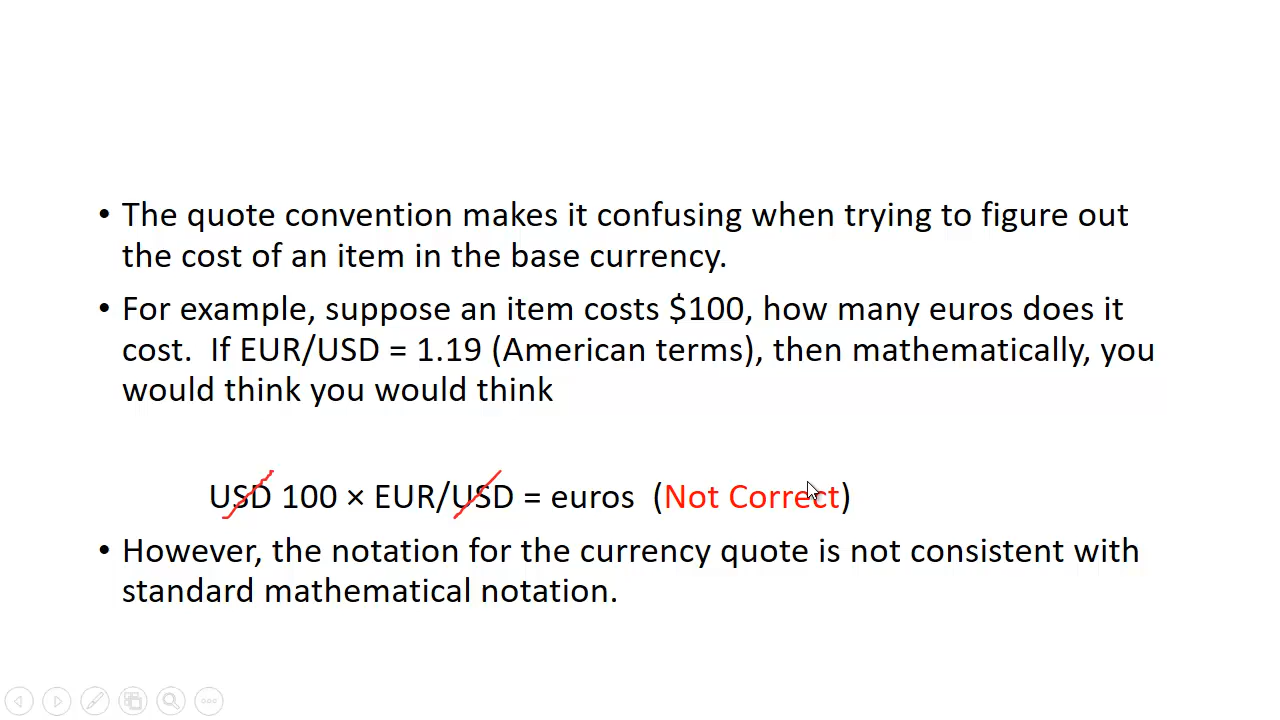 • The quote convention makes it confusing when trying to figure out
the cost of an item in the base currency.
• For example, suppose an item costs $100, how many euros does it
cost. If EUR/USD = 1.19 (American terms), then mathematically, you
would think you would think
USD 100 × EUR/USD = euros (Not Correct)
• However, the notation for the currency quote is not consistent with
standard mathematical notation.